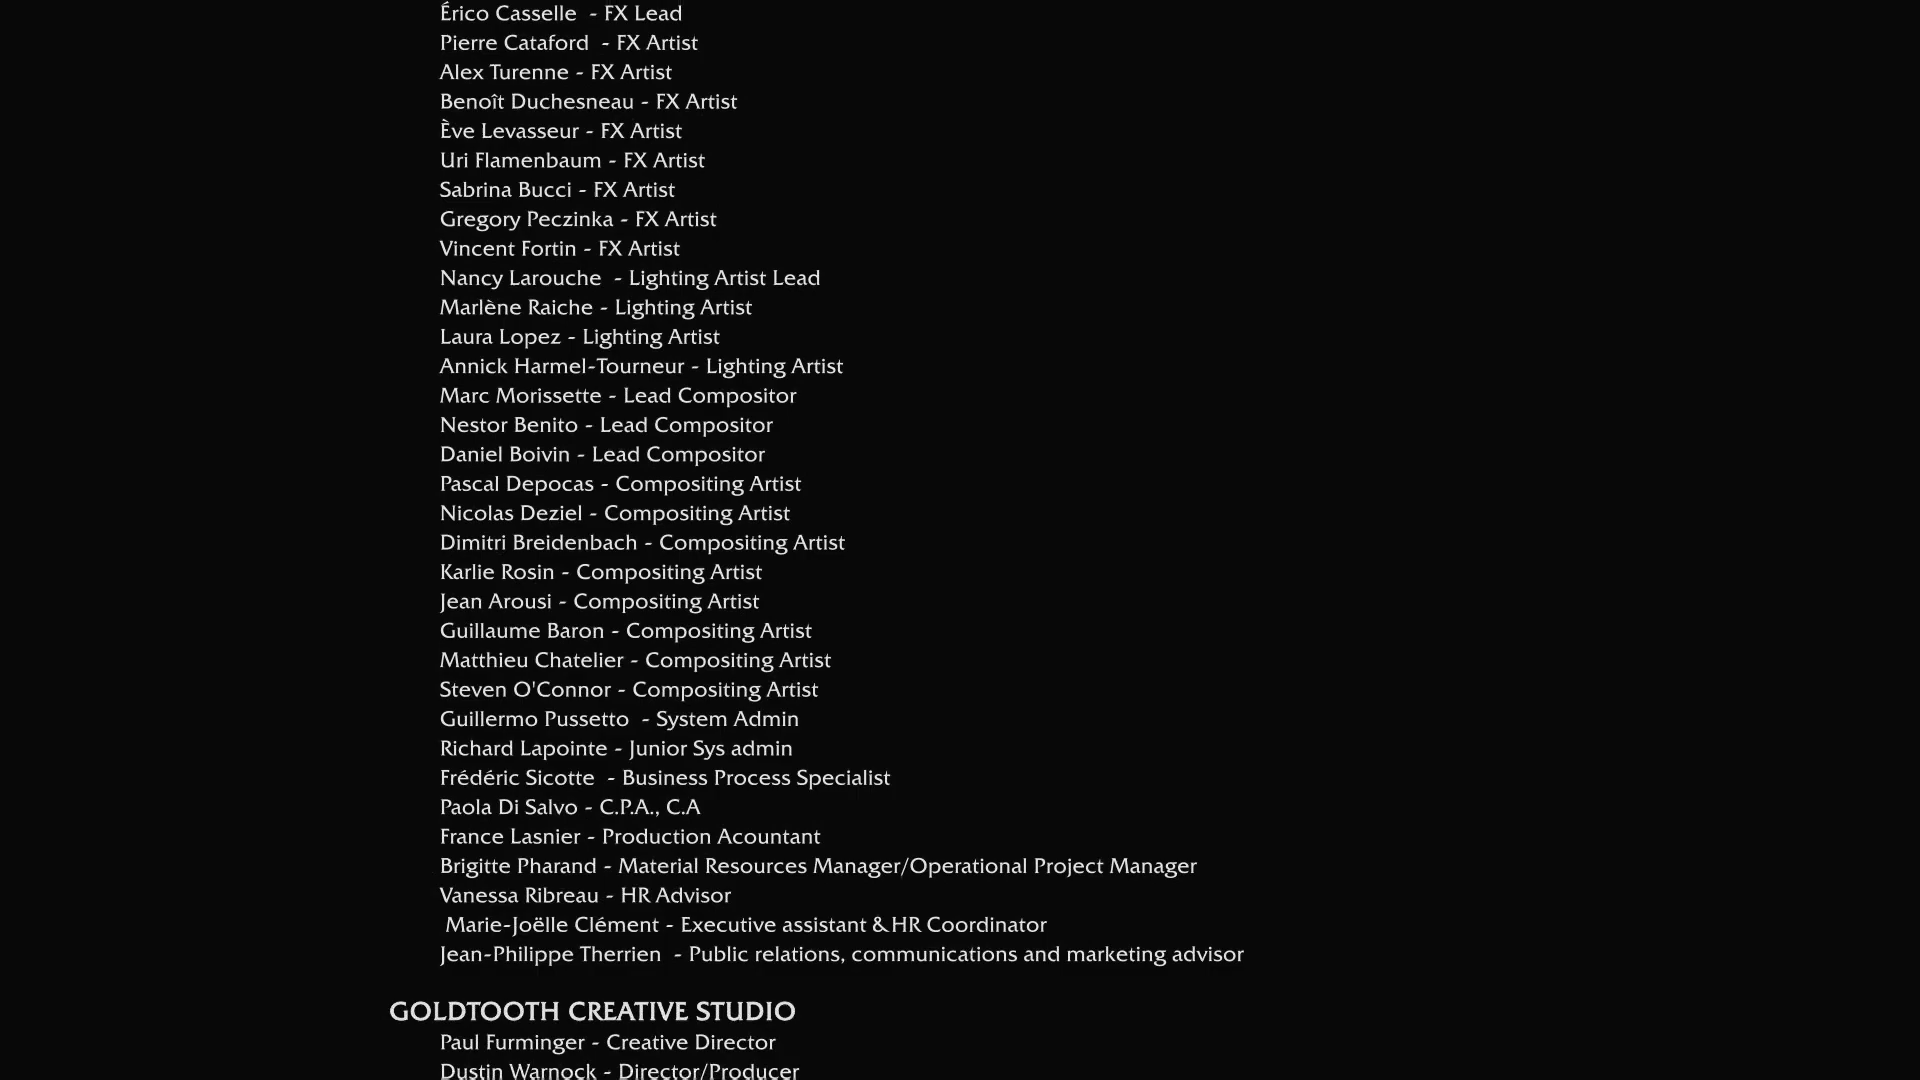 Érico Casselle  - FX Lead
Pierre Cataford  - FX Artist
Alex Turenne - FX Artist
Benoît Duchesneau - FX Artist
Ève Levasseur - FX Artist
Uri Flamenbaum - FX Artist
Sabrina Bucci - FX Artist
Gregory Peczinka - FX Artist
Vincent Fortin - FX Artist
Nancy Larouche  - Lighting Artist Lead
Marlène Raiche - Lighting Artist
Laura Lopez - Lighting Artist
Annick Harmel-Tourneur - Lighting Artist
Marc Morissette - Lead Compositor
Nestor Benito - Lead Compositor
Daniel Boivin - Lead Compositor
Pascal Depocas - Compositing Artist
Nicolas Deziel - Compositing Artist
Dimitri Breidenbach - Compositing Artist
Karlie Rosin - Compositing Artist
Jean Arousi - Compositing Artist
Guillaume Baron - Compositing Artist
Matthieu Chatelier - Compositing Artist
Steven O'Connor - Compositing Artist
Guillermo Pussetto  - System Admin
Richard Lapointe - Junior Sys admin
Frédéric Sicotte  - Business Process Specialist
Paola Di Salvo - C.P.A., C.A
France Lasnier - Production Acountant
Brigitte Pharand - Material Resources Manager/Operational Project Manager
Vanessa Ribreau - HR Advisor
Marie-Joëlle Clément - Executive assistant & HR Coordinator
Jean-Philippe Therrien  - Public relations, communications and marketing advisor
GOLDTOOTH CREATIVE STUDIO
Paul Furminger - Creative Director
Dustin Warnock - Director/Producer